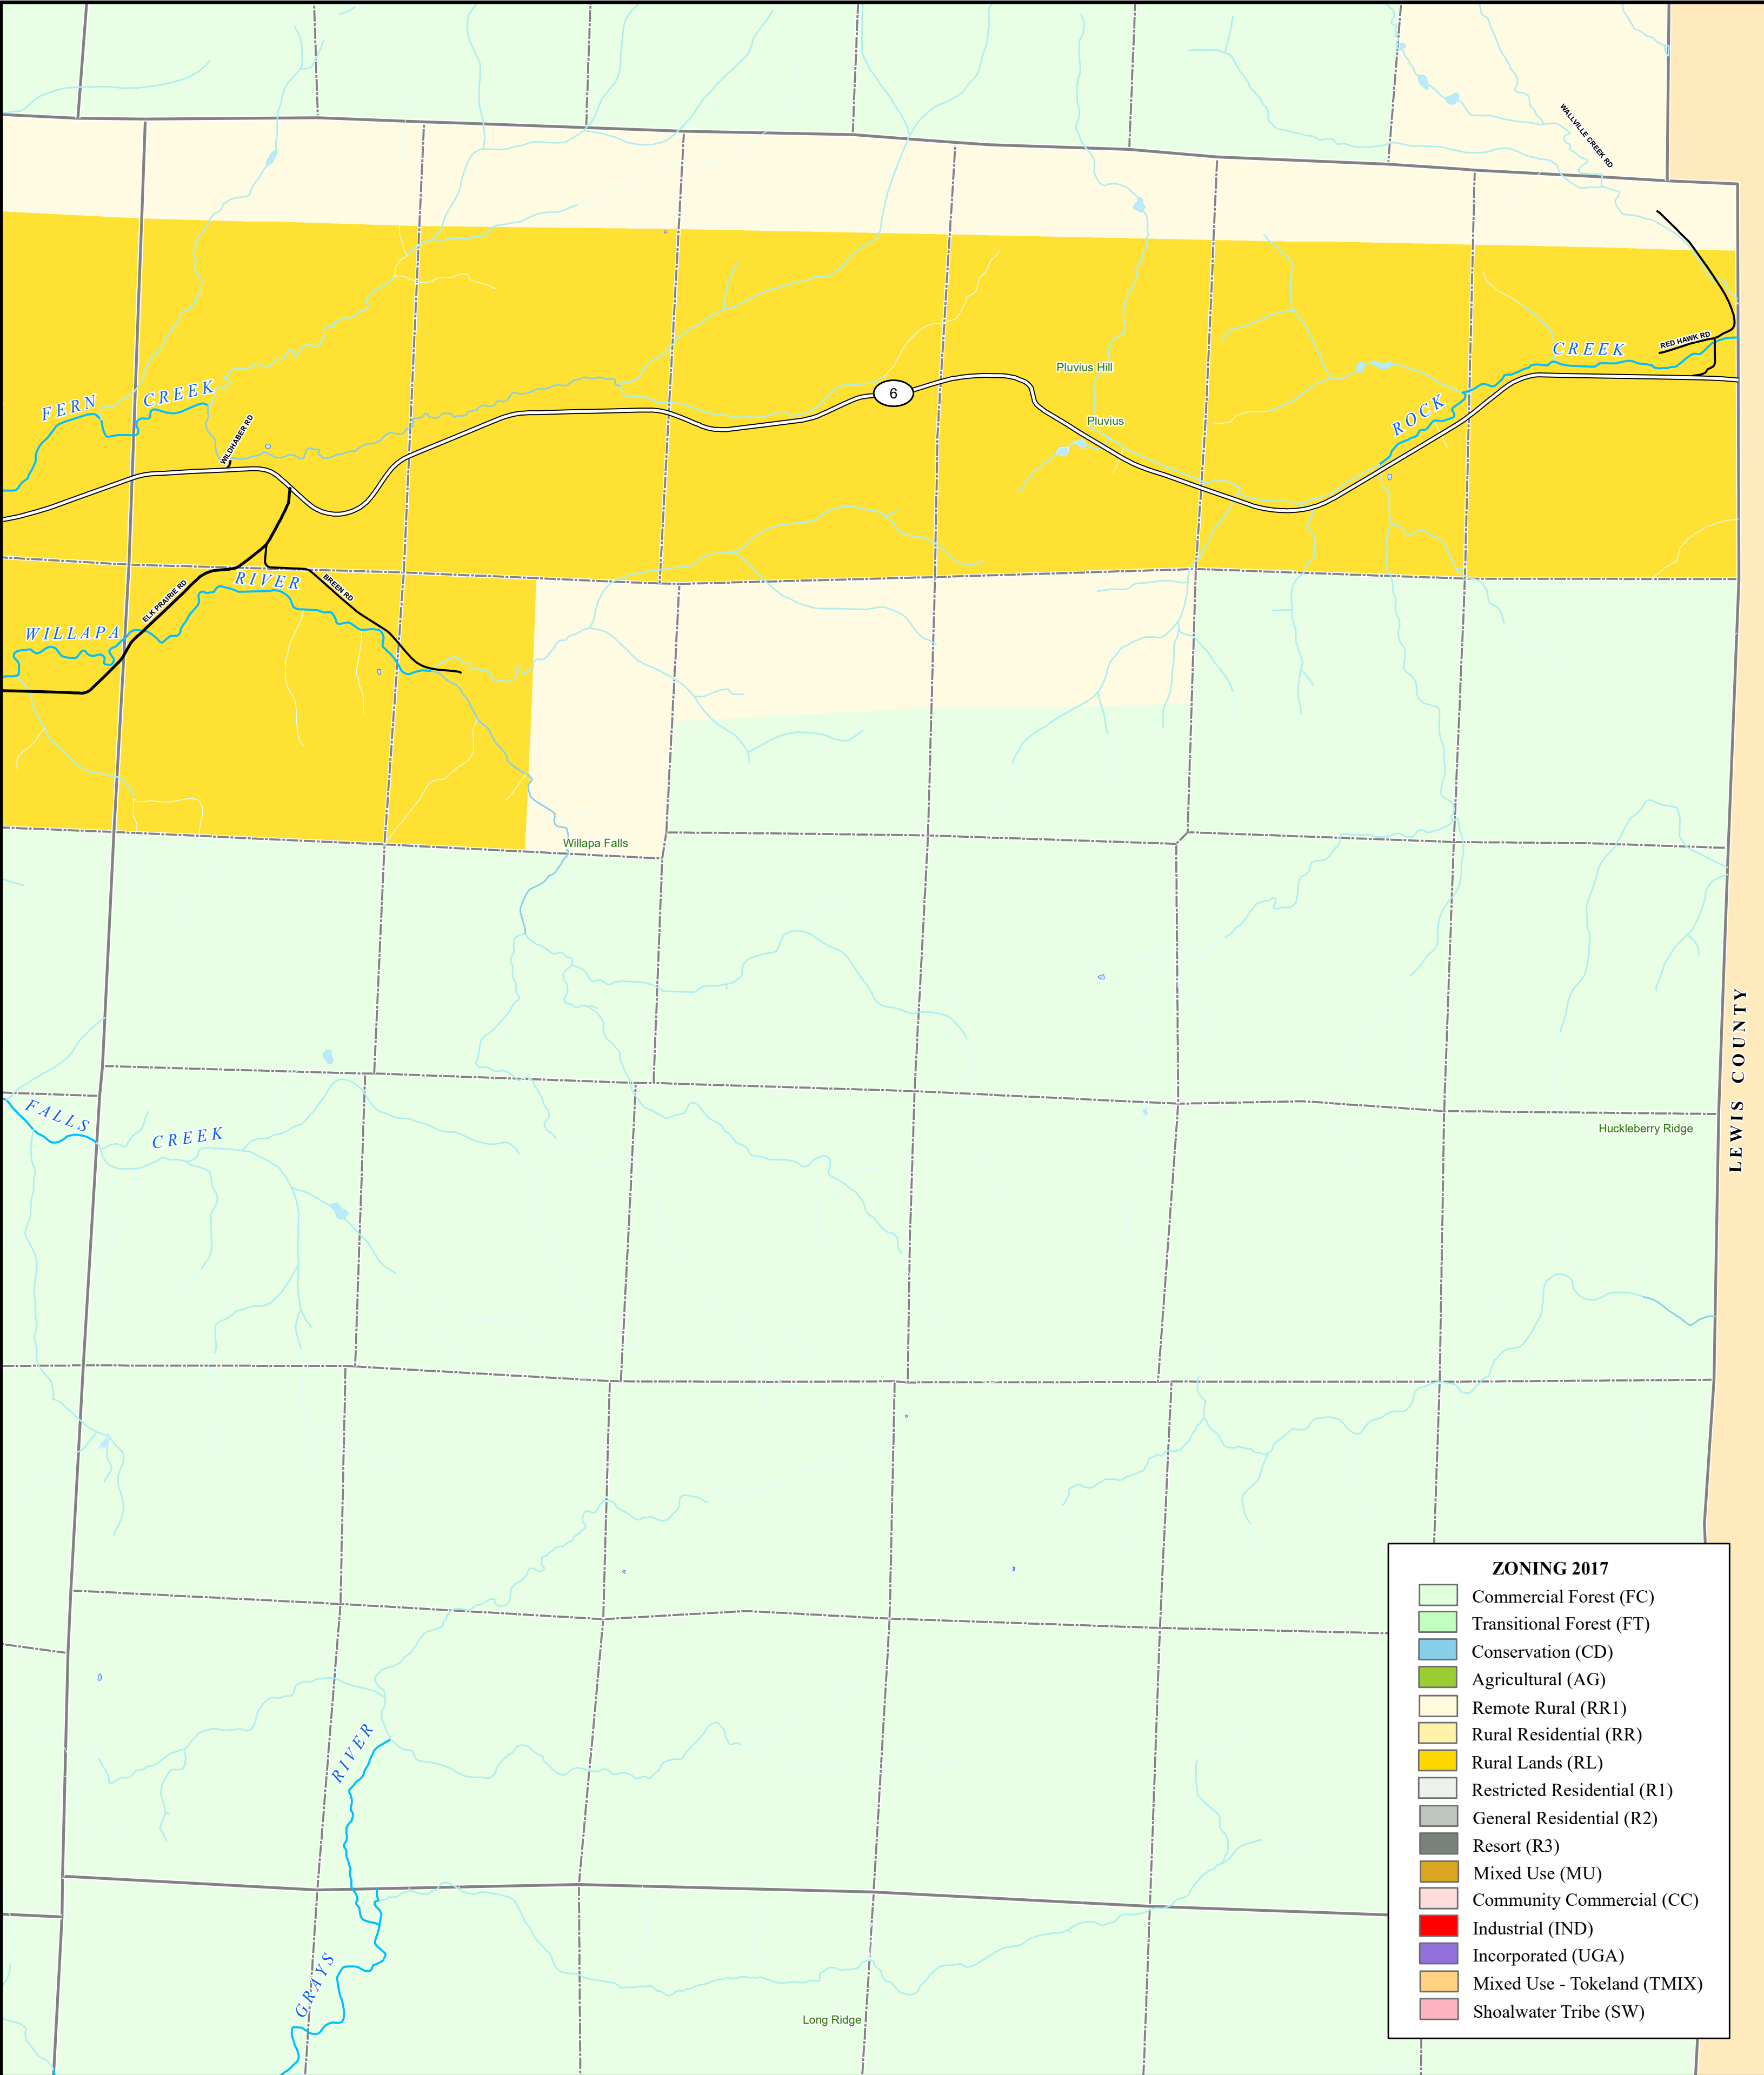 WALLVILLE CREEK RD
RED HAWK RD
CREEK
ROCK
Pluvius Hill
6
Pluvius
FERN CREEK
WILDHABER RD
RIVER
BREEN RD
ELK PRAIRIE RD
WILLAPA
Willapa Falls
LEWIS COUNTY
FALLS
CREEK
Huckleberry Ridge
RIVER
GRAYS
Long Ridge
ZONING 2017
Commercial Forest (FC)
Transitional Forest (FT)
Conservation (CD)
Agricultural (AG)
Remote Rural (RR1)
Rural Residential (RR)
Rural Lands (RL)
Restricted Residential (R1)
General Residential (R2)
Resort (R3)
Mixed Use (MU)
Community Commercial (CC)
Industrial (IND)
Incorporated (UGA)
Mixed Use - Tokeland (TMIX)
Shoalwater Tribe (SW)